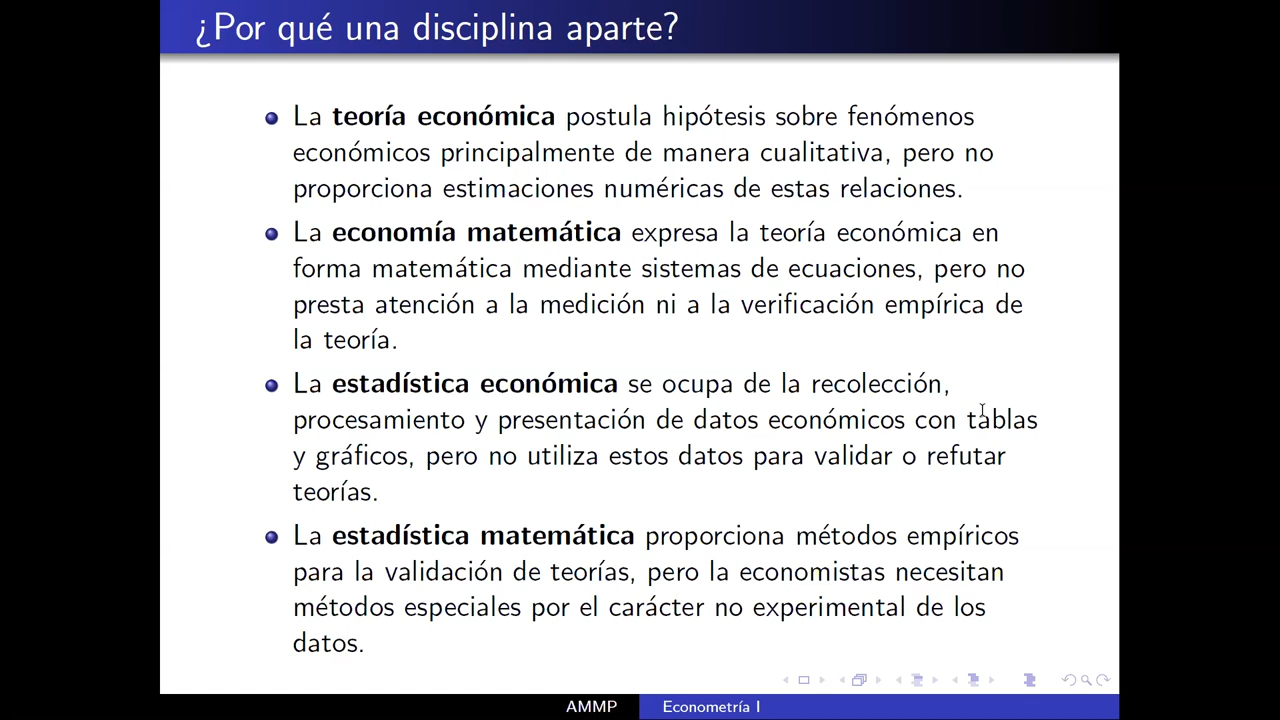 ¿Por qué una disciplina aparte?
La teoría económica postula hipótesis sobre fenómenos
económicos principalmente de manera cualitativa, pero no
proporciona estimaciones numéricas de estas relaciones.
La economía matemática expresa la teoría económica en
forma matemática mediante sistemas de ecuaciones, pero no
presta atención a la medición ni a la verificación empírica de
la teoría.
La estadística económica se ocupa de la recolección,
procesamiento y presentación de datos económicos con tablas
y gráficos, pero no utiliza estos datos para validar o refutar
teorías.
La estadística matemática proporciona métodos empíricos
para la validación de teorías, pero la economistas necesitan
métodos especiales por el carácter no experimental de los
datos.
AMMP
Econometría I